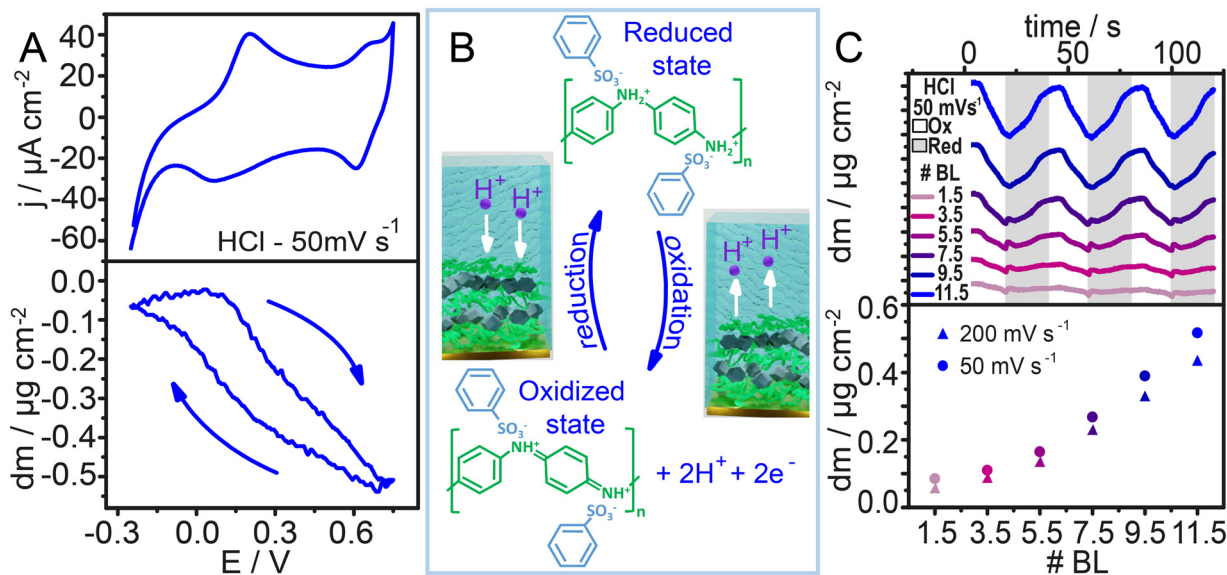 A
40
20
0
-20
-40
-60
j / µA cm-2
HCl - 50mV s-1
0.0
-0.1
-0.2
-0.3
-0.4
-0.5
dm / µg cm-2
-0.3
0.0
0.3
0.6
E / V
B
Reduced
state
SO3-
NH2+
NH2+
n
SO3-
H+
H+
H+
H+
reduction
oxidation
Oxidized
state
SO3-
NH+
NH+
n
SO3-
+ 2H+ + 2e-
C
time / s
0
50
100
HCl
50 mVs-1
Ox
Red
# BL
1.5
3.5
5.5
7.5
9.5
11.5
dm / µg cm-2
0.6
0.4
0.2
0.0
dm / µg cm-2
200 mV s-1
50 mV s-1
1.5
3.5
5.5
7.5
9.5
11.5
# BL